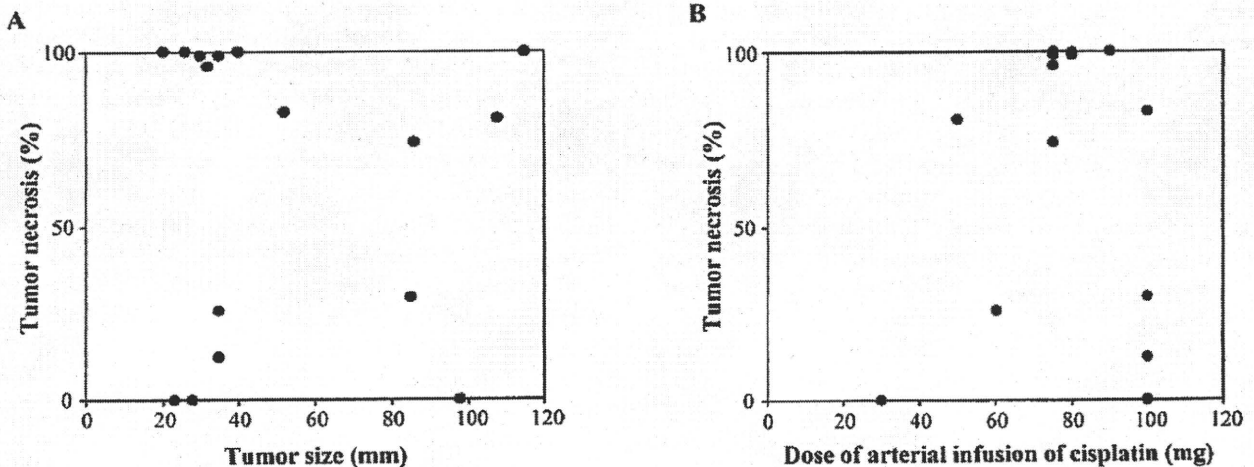 A
Tumor necrosis (%)
100
50
0
0 20 40 60 80 100 120
Tumor size (mm)
B
Tumor necrosis (%)
100
50
0
0 20 40 60 80 100 120
Dose of arterial infusion of cisplatin (mg)